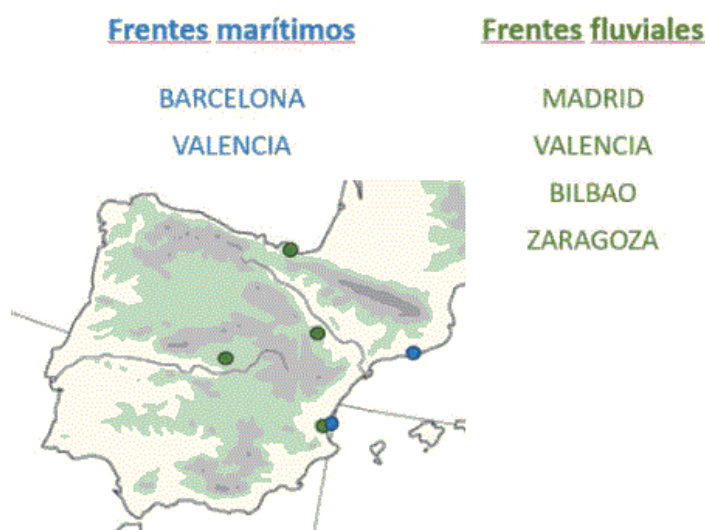 Frentes marítimos
BARCELONA
VALENCIA
Frentes fluviales
MADRID
VALENCIA
BILBAO
ZARAGOZA